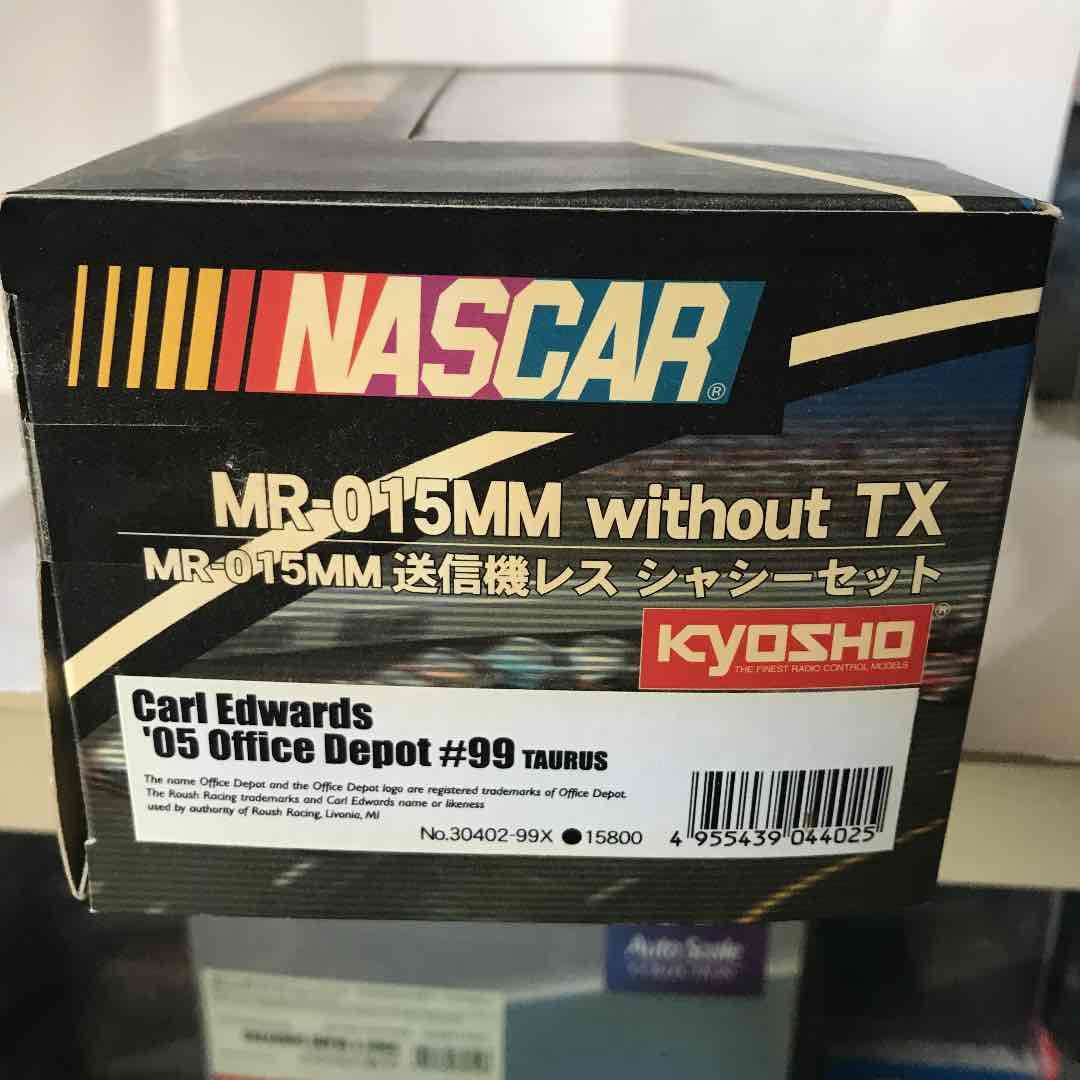 NASCAR®
MR-015MM without TX
MR-015MM 送信機レス シャシーセット
KYOSHO®
THE FINEST RADIO CONTROL MODELS
Carl Edwards
'05 Office Depot #99 TAURUS
The name Office Depot and the Office Depot logo are registered trademarks of Office Depot.
The Roush Racing trademarks and Carl Edwards name or likeness
used by authority of Roush Racing, Livonia, MI
No.30402-99X ●15800
4 955439 044025
Auto Scale